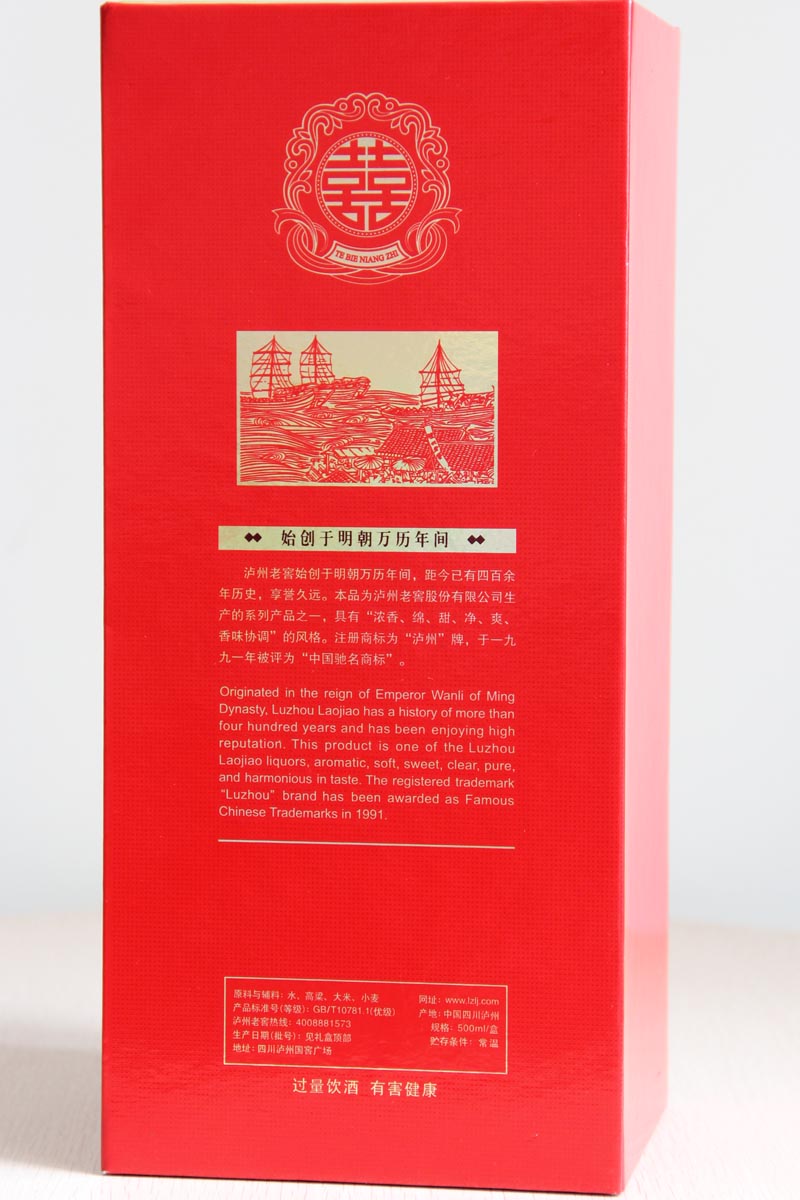 囍
TE BIE NIANG ZHI
始创于明朝万历年间
泸州老窖始创于明朝万历年间，距今已有四百余
年历史，享誉久远。本品为泸州老窖股份有限公司生
产的系列产品之一，具有“浓香、绵、甜、净、爽、
香味协调”的风格。注册商标为“泸州”牌，于一九
九一年被评为“中国驰名商标”。
Originated in the reign of Emperor Wanli of Ming
Dynasty, Luzhou Laojiao has a history of more than
four hundred years and has been enjoying high
reputation. This product is one of the Luzhou
Laojiao liquors, aromatic, soft, sweet, clear, pure,
and harmonious in taste. The registered trademark
“Luzhou” brand has been awarded as Famous
Chinese Trademarks in 1991.
原料与辅料：水、高粱、大米、小麦
产品标准号(等级)：GB/T10781.1(优级)
泸州老窖热线：4008881573
生产日期(批号)：见礼盒顶部
地址：四川泸州国窖广场
网址：www.lzlj.com
产地：中国四川泸州
规格：500ml/盒
贮存条件：常温
过量饮酒 有害健康